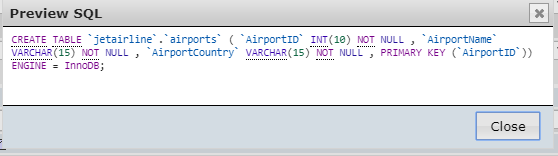 Preview SQL
CREATE TABLE `jetairline`.`airports` ( `AirportID` INT(10) NOT NULL , `AirportName`
VARCHAR(15) NOT NULL , `AirportCountry` VARCHAR(15) NOT NULL , PRIMARY KEY (`AirportID`))
ENGINE = InnoDB;
Close